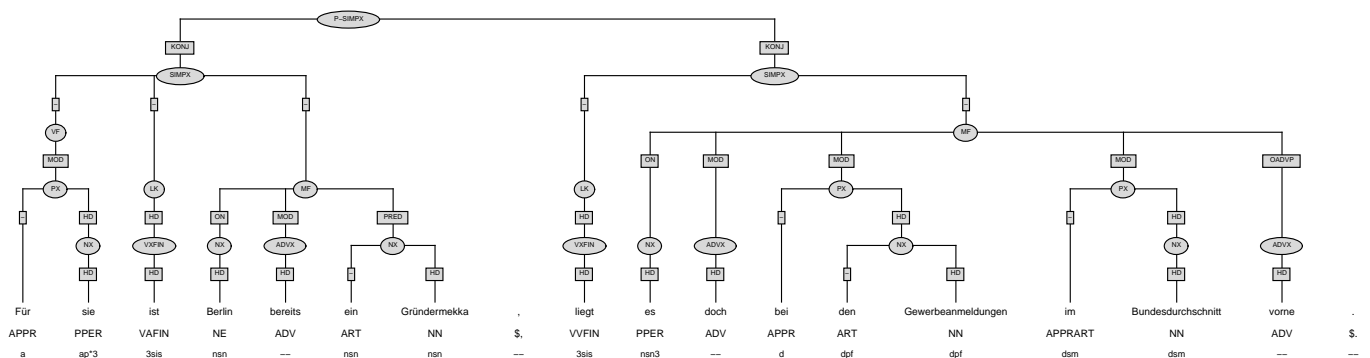 P–SIMPX
KONJ KONJ
SIMPX SIMPX
– – – – –
VF MF
MOD ON MOD MOD MOD OADVP
PX LK MF LK PX PX
– HD HD ON MOD PRED HD – HD – HD
NX VXFIN NX ADVX NX VXFIN NX ADVX NX NX ADVX
HD HD HD HD – HD HD HD HD – HD HD HD
Für sie ist Berlin bereits ein Gründermekka , liegt es doch bei den Gewerbeanmeldungen im Bundesdurchschnitt vorne .
APPR PPER VAFIN NE ADV ART NN $, VVFIN PPER ADV APPR ART NN APPRART NN ADV $.
a ap*3 3sis nsn –– nsn nsn –– 3sis nsn3 –– d dpf dpf dsm dsm –– ––